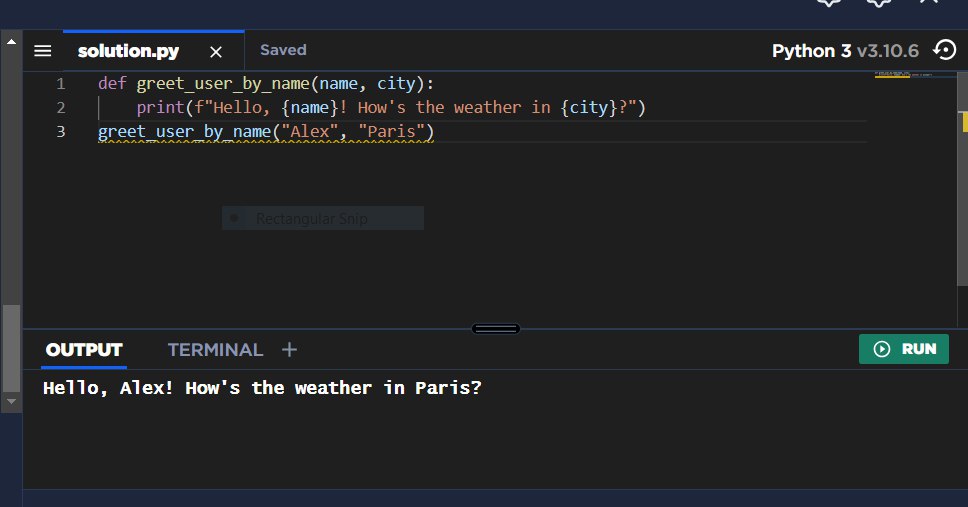 solution.py × Saved Python 3 v3.10.6
1 def greet_user_by_name(name, city):
2     print(f"Hello, {name}! How's the weather in {city}?")
3 greet_user_by_name("Alex", "Paris")
Rectangular Snip
OUTPUT TERMINAL + RUN
Hello, Alex! How's the weather in Paris?